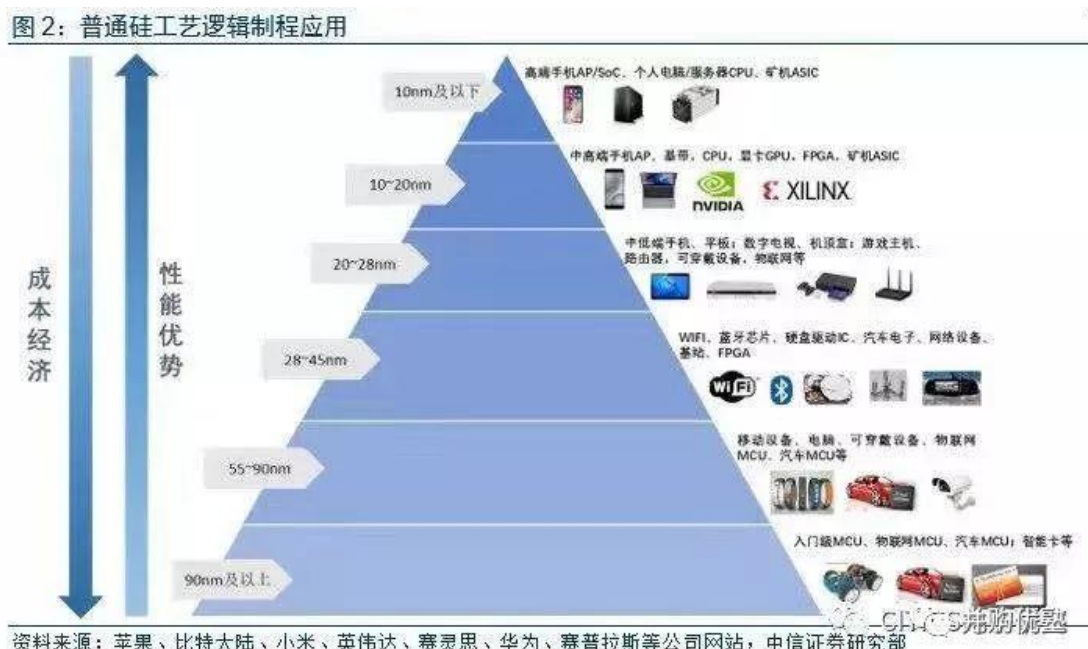 图2：普通硅工艺逻辑制程应用
成本经济
性能优势
10nm及以下
高端手机AP/SoC、个人电脑/服务器CPU、矿机ASIC
10~20nm
中高端手机AP、基带、CPU、显卡GPU、FPGA、矿机ASIC
NVIDIA
XILINX
20~28nm
中低端手机、平板；数字电视、机顶盒；游戏主机、
路由器，可穿戴设备、物联网等
28~45nm
WIFI、蓝牙芯片、硬盘驱动IC、汽车电子、网络设备、
基站、FPGA
WiFi
55~90nm
移动设备、电脑、可穿戴设备、物联网
MCU、汽车MCU等
90nm及以上
入门级MCU、物联网MCU、汽车MCU；智能卡等
并购优塾
资料来源：苹果、比特大陆、小米、英伟达、赛灵思、华为、赛普拉斯等公司网站，中信证券研究部